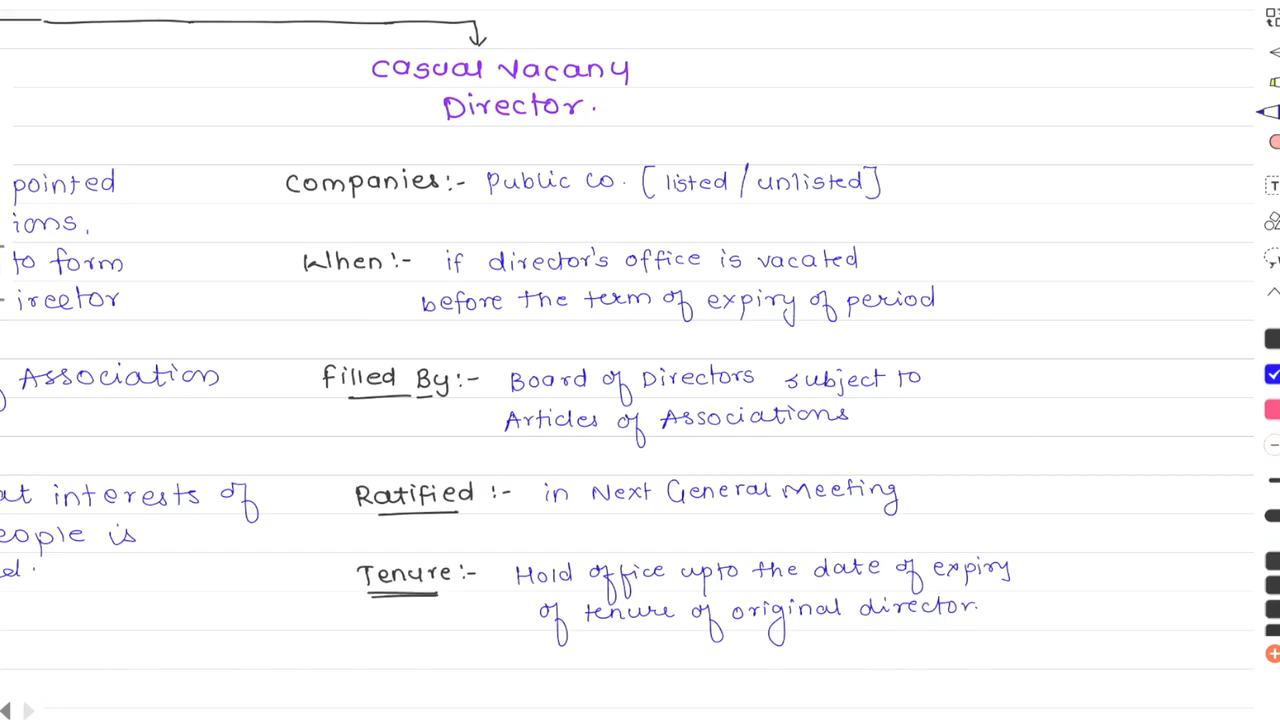 Casual Vacany
Director.
pointed
ions.
to form
irector
Association
at interests of
eople is
ed.
Companies:- Public Co. [listed/unlisted]
When:- if director's office is vacated
before the term of expiry of period
Filled By:- Board of Directors subject to
Articles of Associations
Ratified:- in Next General Meeting
Tenure:- Hold office upto the date of expiry
of tenure of original director.